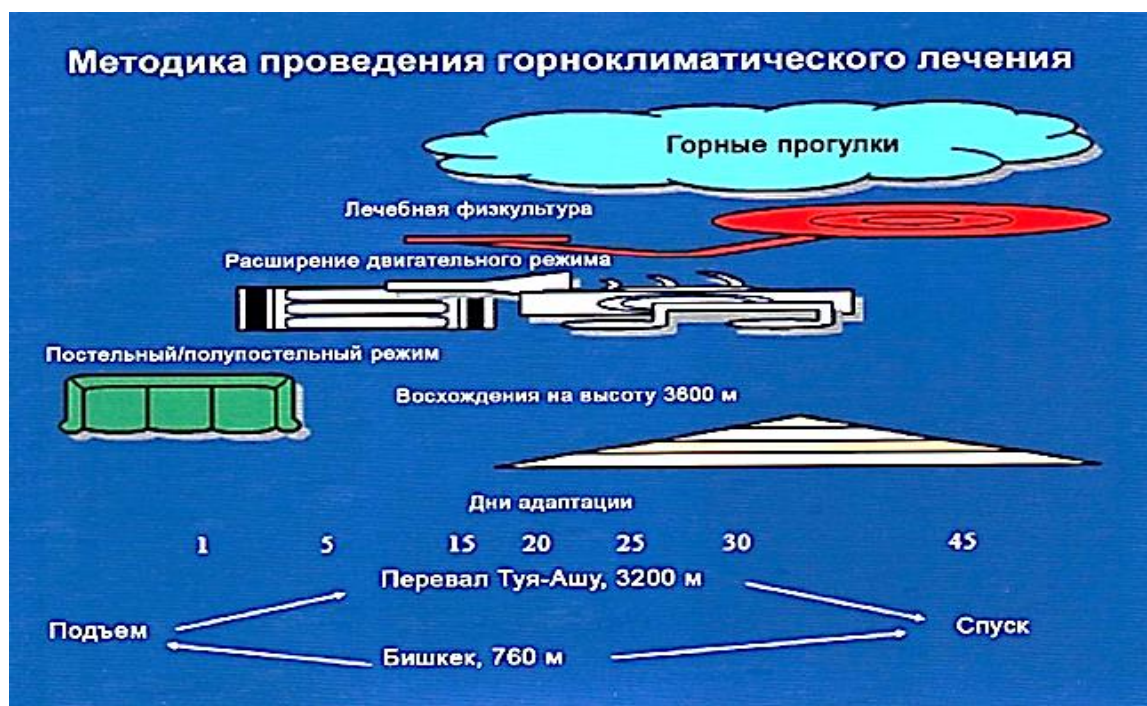 Методика проведения горноклиматического лечения
Горные прогулки
Лечебная физкультура
Расширение двигательного режима
Постельный/полупостельный режим
Восхождения на высоту 3600 м
Дни адаптации
1 5 15 20 25 30 45
Перевал Туя-Ашу, 3200 м
Подъем
Спуск
Бишкек, 760 м